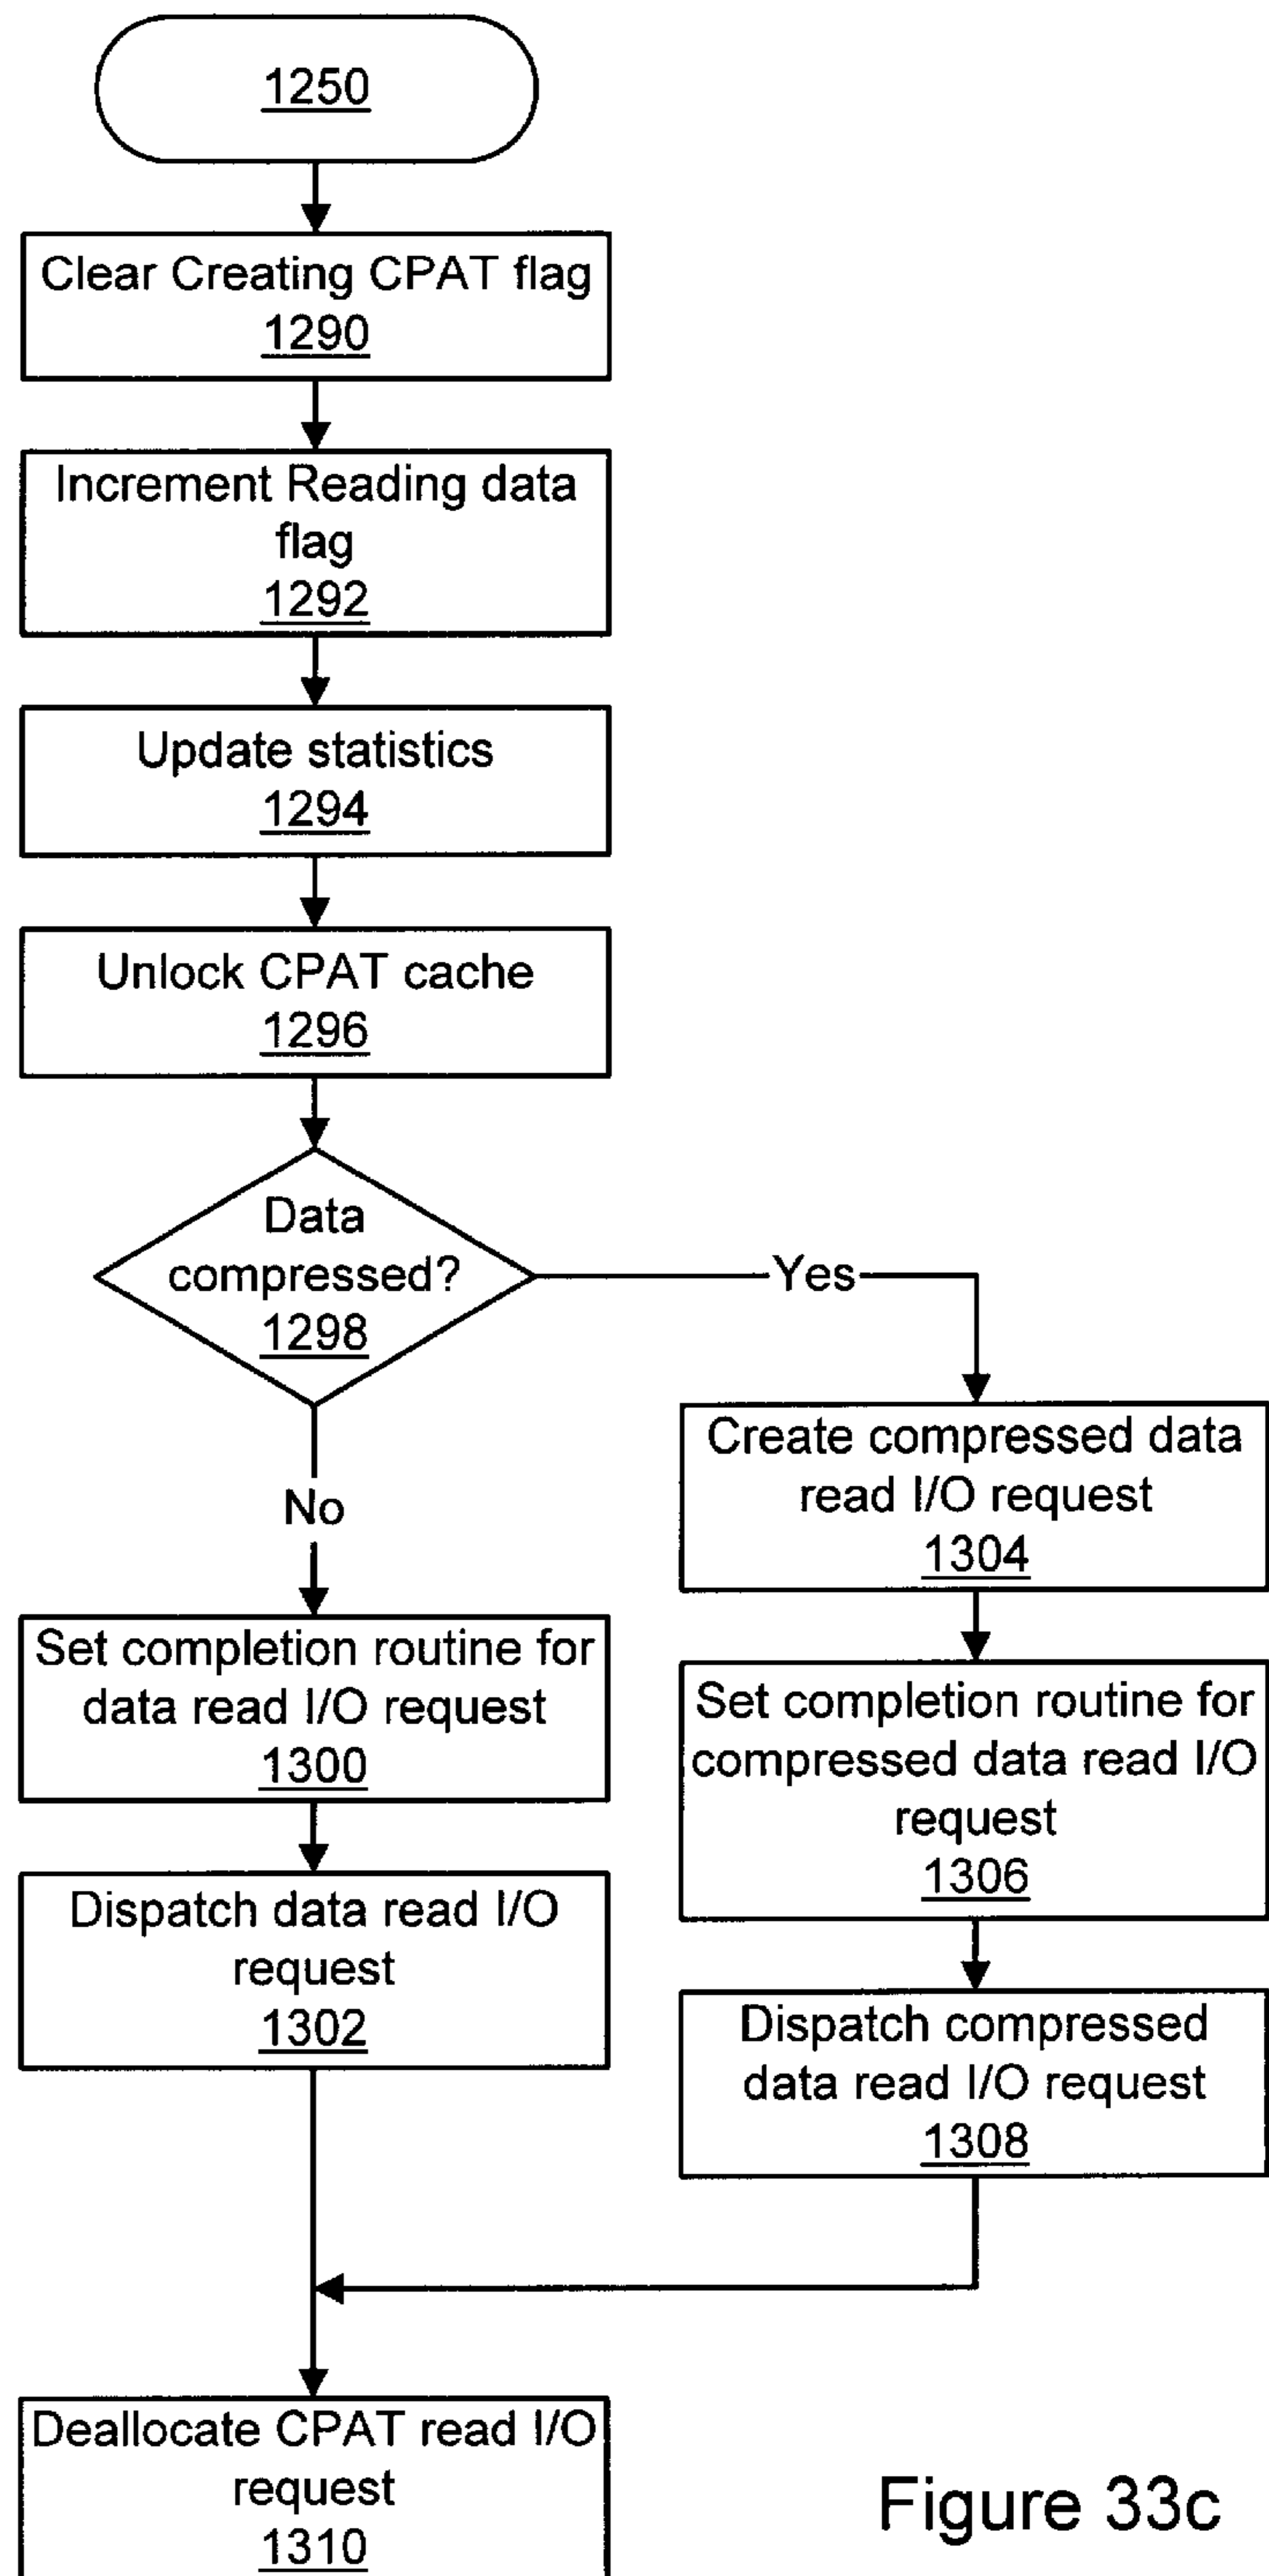 1250
Clear Creating CPAT flag
1290
Increment Reading data
flag
1292
Update statistics
1294
Unlock CPAT cache
1296
Data
compressed?
1298
Yes
No
Set completion routine for
data read I/O request
1300
Dispatch data read I/O
request
1302
Create compressed data
read I/O request
1304
Set completion routine for
compressed data read I/O
request
1306
Dispatch compressed
data read I/O request
1308
Deallocate CPAT read I/O
request
1310
Figure 33c